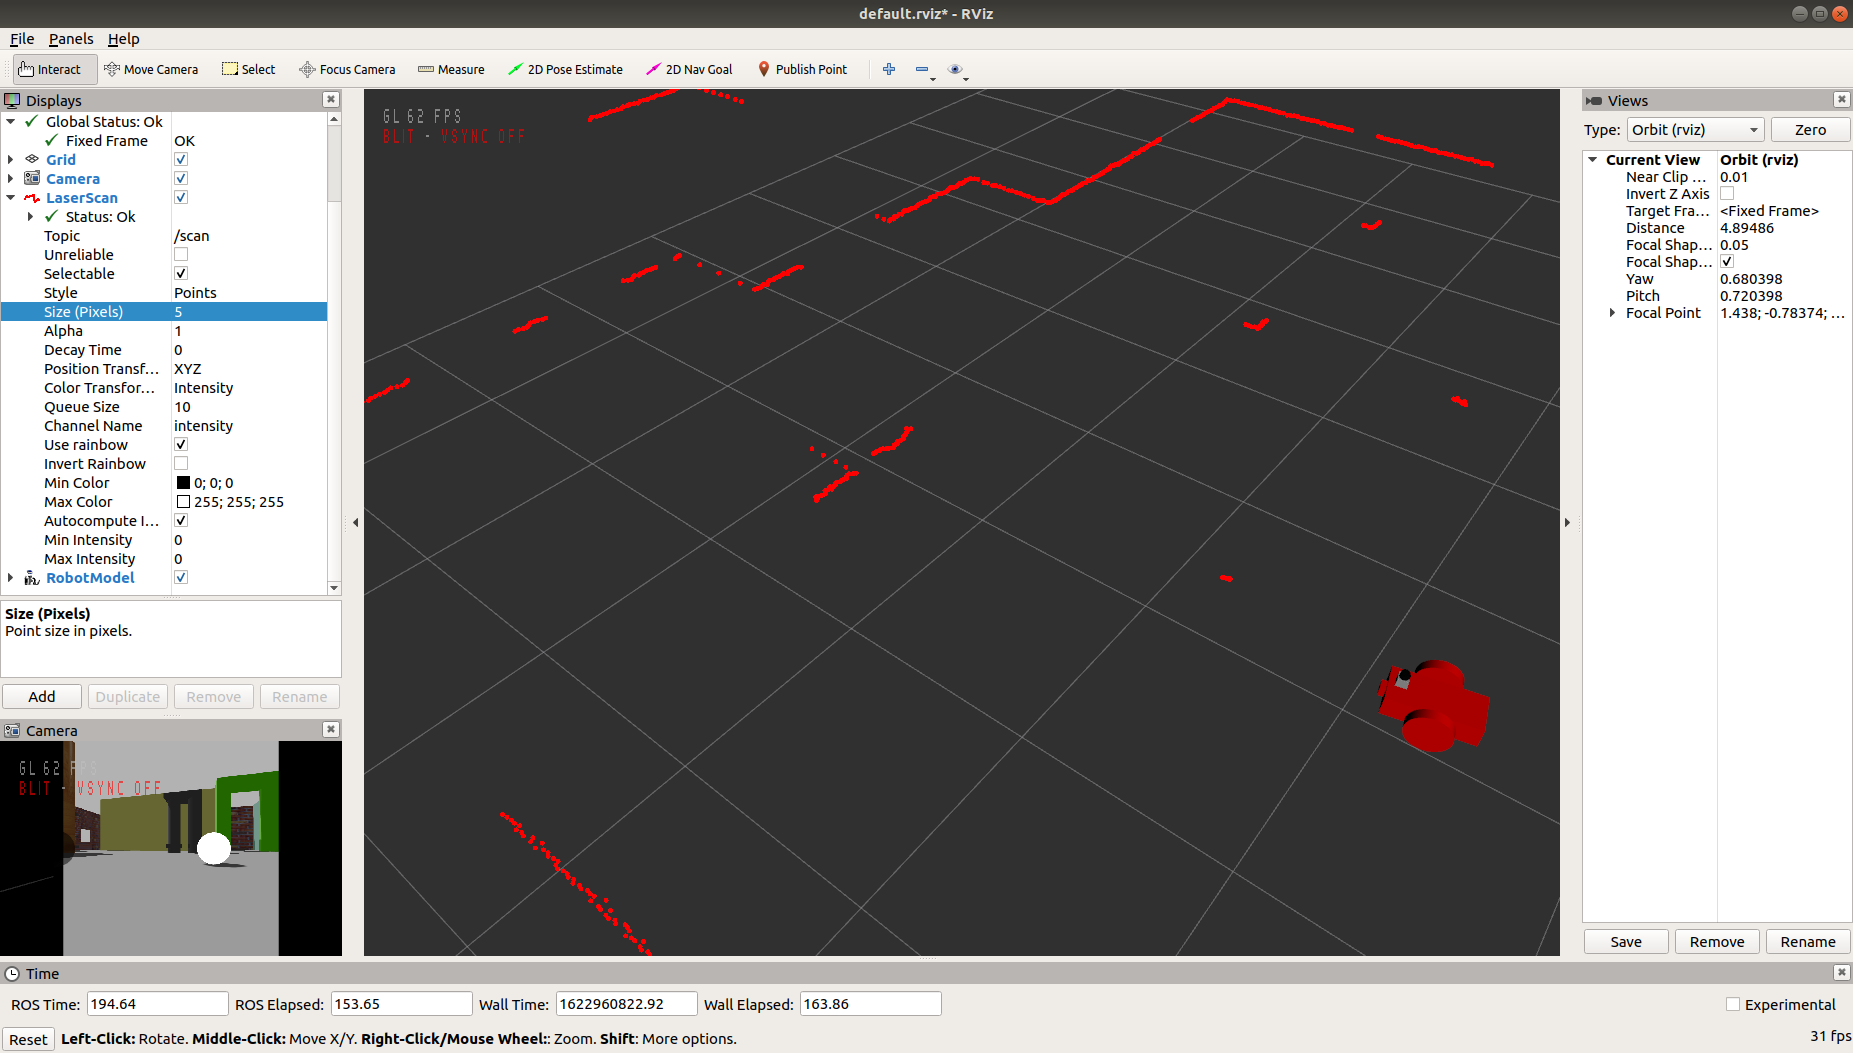 default.rviz* - RViz
File Panels Help
Interact Move Camera Select Focus Camera Measure 2D Pose Estimate 2D Nav Goal Publish Point
Displays
Global Status: Ok
Fixed Frame OK
Grid
Camera
LaserScan
Status: Ok
Topic /scan
Unreliable
Selectable
Style Points
Size (Pixels) 5
Alpha 1
Decay Time 0
Position Transf... XYZ
Color Transfor... Intensity
Queue Size 10
Channel Name intensity
Use rainbow
Invert Rainbow
Min Color 0; 0; 0
Max Color 255; 255; 255
Autocompute I...
Min Intensity 0
Max Intensity 0
RobotModel
Size (Pixels)
Point size in pixels.
Add Duplicate Remove Rename
Camera
GL 62 FPS
BLIT - VSYNC OFF
GL 62 FPS
BLIT - VSYNC OFF
Views
Type: Orbit (rviz) Zero
Current View Orbit (rviz)
Near Clip ... 0.01
Invert Z Axis
Target Fra... <Fixed Frame>
Distance 4.89486
Focal Shap... 0.05
Focal Shap...
Yaw 0.680398
Pitch 0.720398
Focal Point 1.438; -0.78374; ...
Save Remove Rename
Time
ROS Time: 194.64 ROS Elapsed: 153.65 Wall Time: 1622960822.92 Wall Elapsed: 163.86 Experimental
Reset Left-Click: Rotate. Middle-Click: Move X/Y. Right-Click/Mouse Wheel:: Zoom. Shift: More options. 31 fps